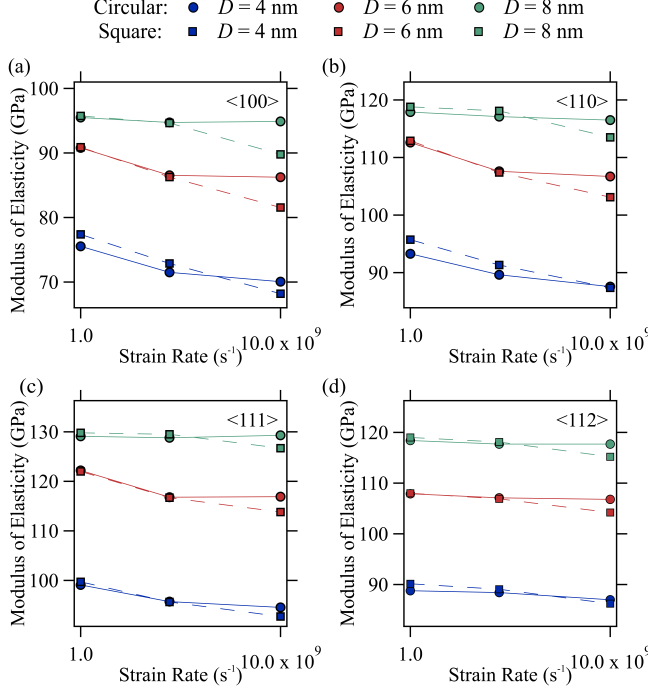 Circular: D = 4 nm D = 6 nm D = 8 nm
Square: D = 4 nm D = 6 nm D = 8 nm
(a)
<100>
Modulus of Elasticity (GPa)
100
90
80
70
1.0
10.0 x 10^9
Strain Rate (s^-1)
(b)
<110>
Modulus of Elasticity (GPa)
120
110
100
90
1.0
10.0 x 10^9
Strain Rate (s^-1)
(c)
<111>
Modulus of Elasticity (GPa)
130
120
110
100
1.0
10.0 x 10^9
Strain Rate (s^-1)
(d)
<112>
Modulus of Elasticity (GPa)
120
110
100
90
1.0
10.0 x 10^9
Strain Rate (s^-1)